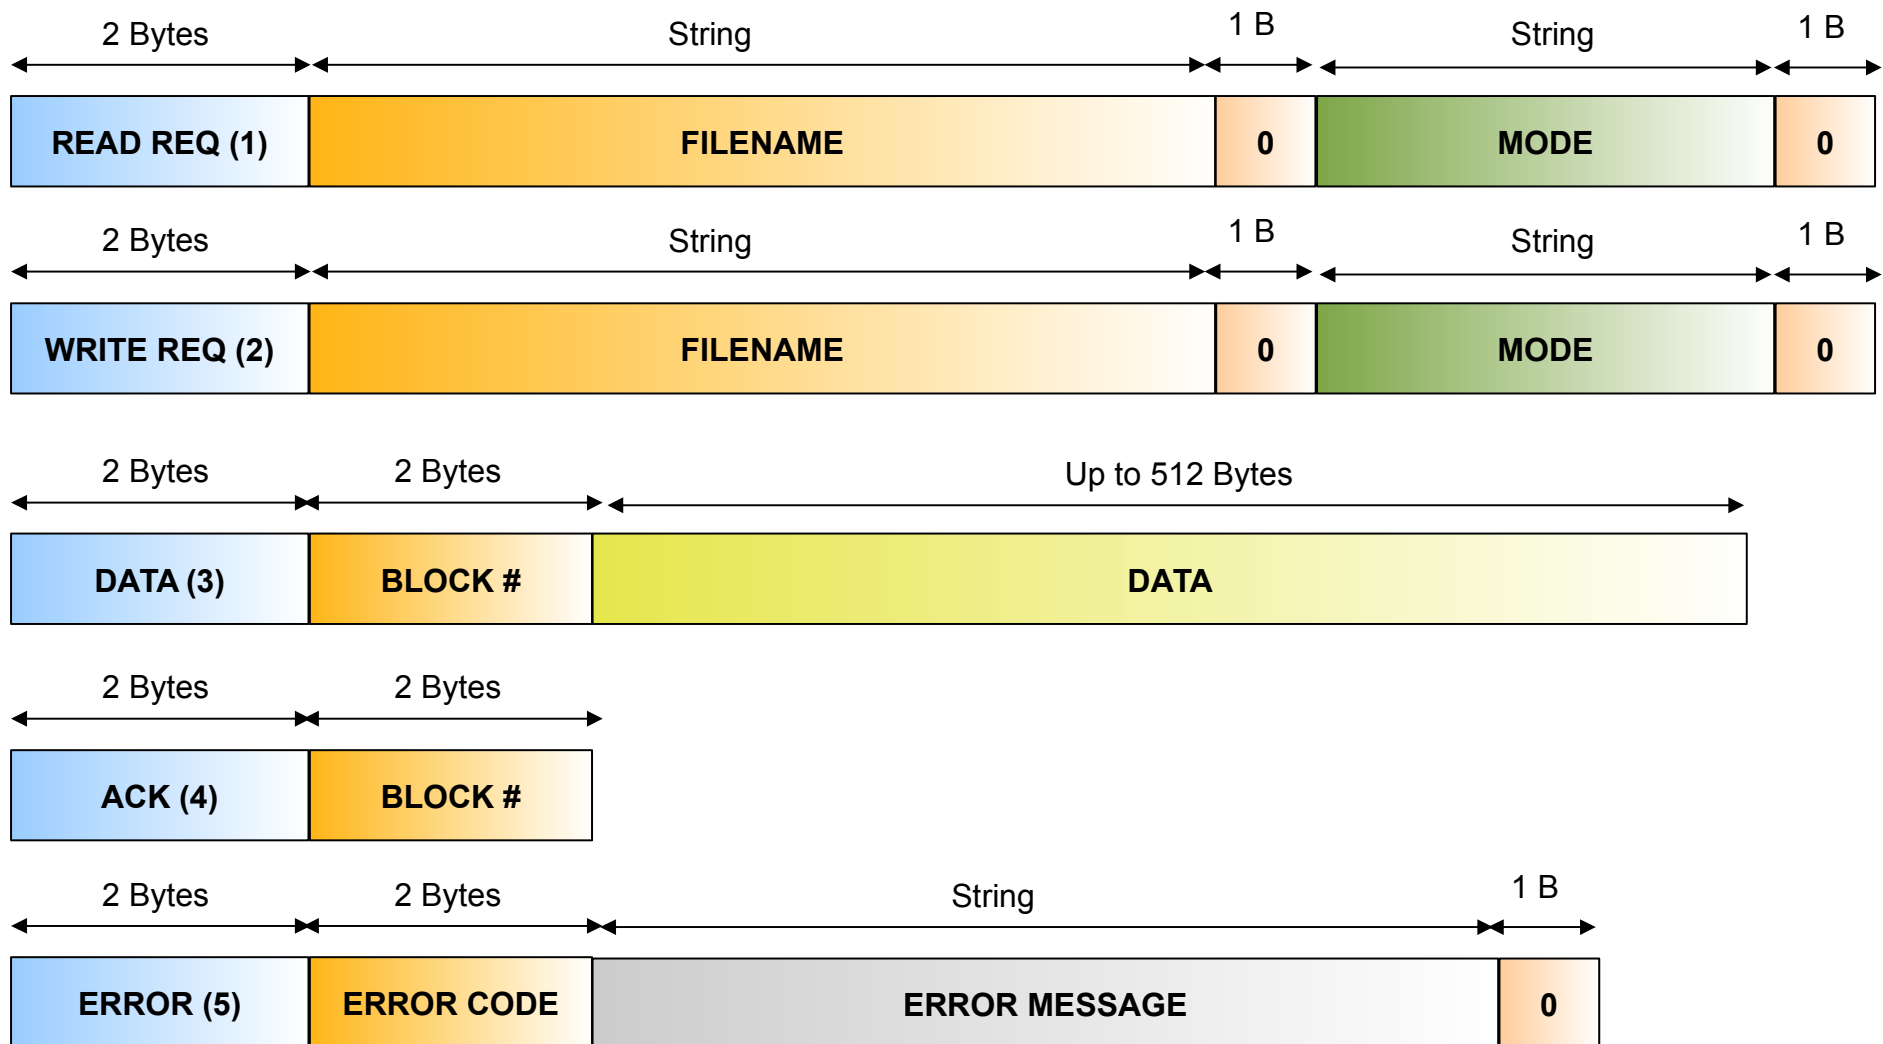 2 Bytes String 1 B String 1 B
READ REQ (1) FILENAME 0 MODE 0
2 Bytes String 1 B String 1 B
WRITE REQ (2) FILENAME 0 MODE 0
2 Bytes 2 Bytes Up to 512 Bytes
DATA (3) BLOCK # DATA
2 Bytes 2 Bytes
ACK (4) BLOCK #
2 Bytes 2 Bytes String 1 B
ERROR (5) ERROR CODE ERROR MESSAGE 0